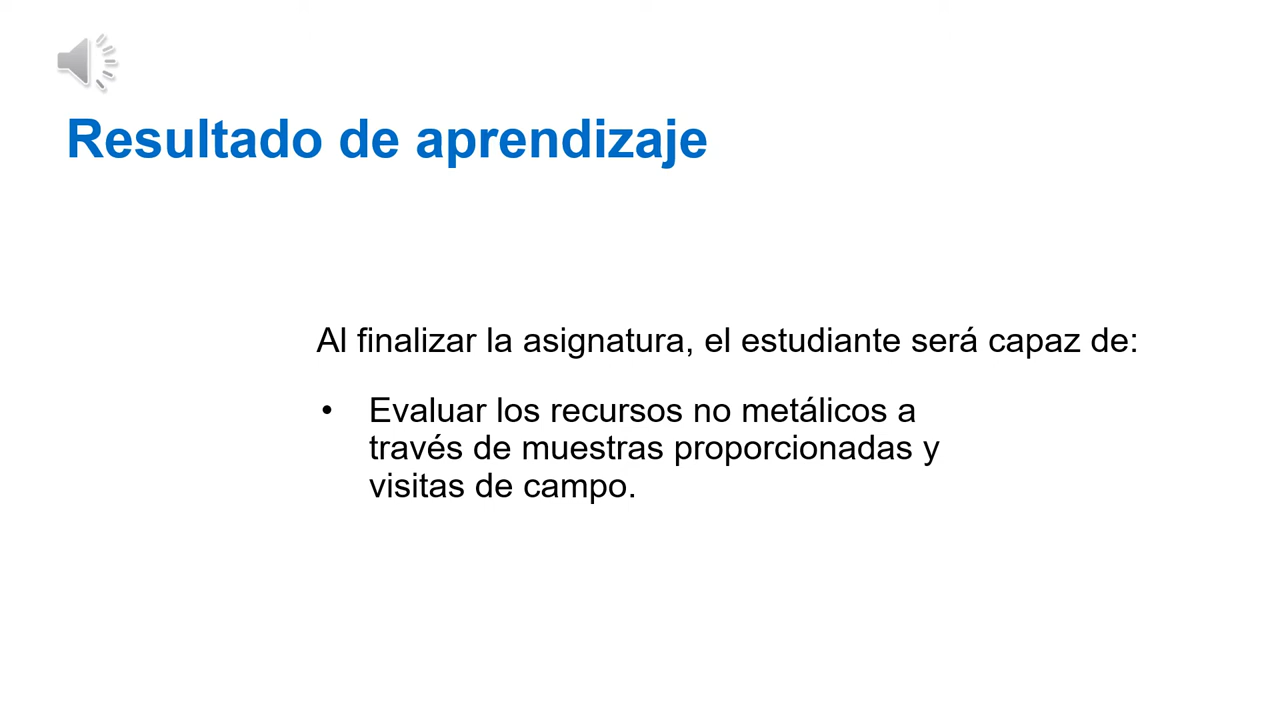 Resultado de aprendizaje
Al finalizar la asignatura, el estudiante será capaz de:
• Evaluar los recursos no metálicos a
través de muestras proporcionadas y
visitas de campo.